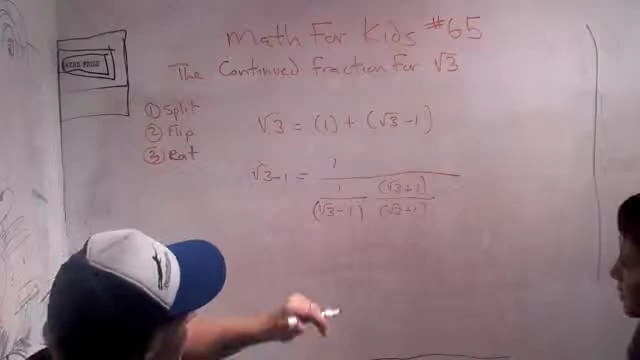 Math For Kids #65
The Continued fraction For √3
① Split
② Flip
③ Rat
√3 = (1) + (√3 - 1)
√3-1 = 1
1 (√3+1)
(√3-1) (√3+1)